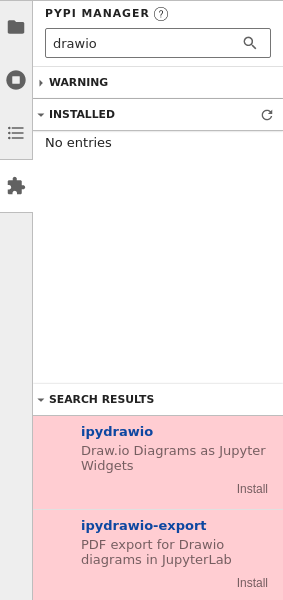 PYPI MANAGER ?
drawio
WARNING
INSTALLED
No entries
SEARCH RESULTS
ipydrawio
Draw.io Diagrams as Jupyter
Widgets
Install
ipydrawio-export
PDF export for Drawio
diagrams in JupyterLab
Install